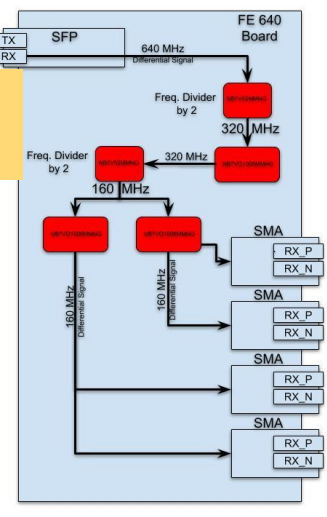 FE 640
Board
TX
SFP
RX
640 MHz
Differential Signal
Freq. Divider
by 2
320 MHz
Freq. Divider
by 2
320 MHz
160 MHz
160 MHz
Differential Signal
160 MHz
Differential Signal
SMA
RX_P
RX_N
SMA
RX_P
RX_N
SMA
RX_P
RX_N
SMA
RX_P
RX_N